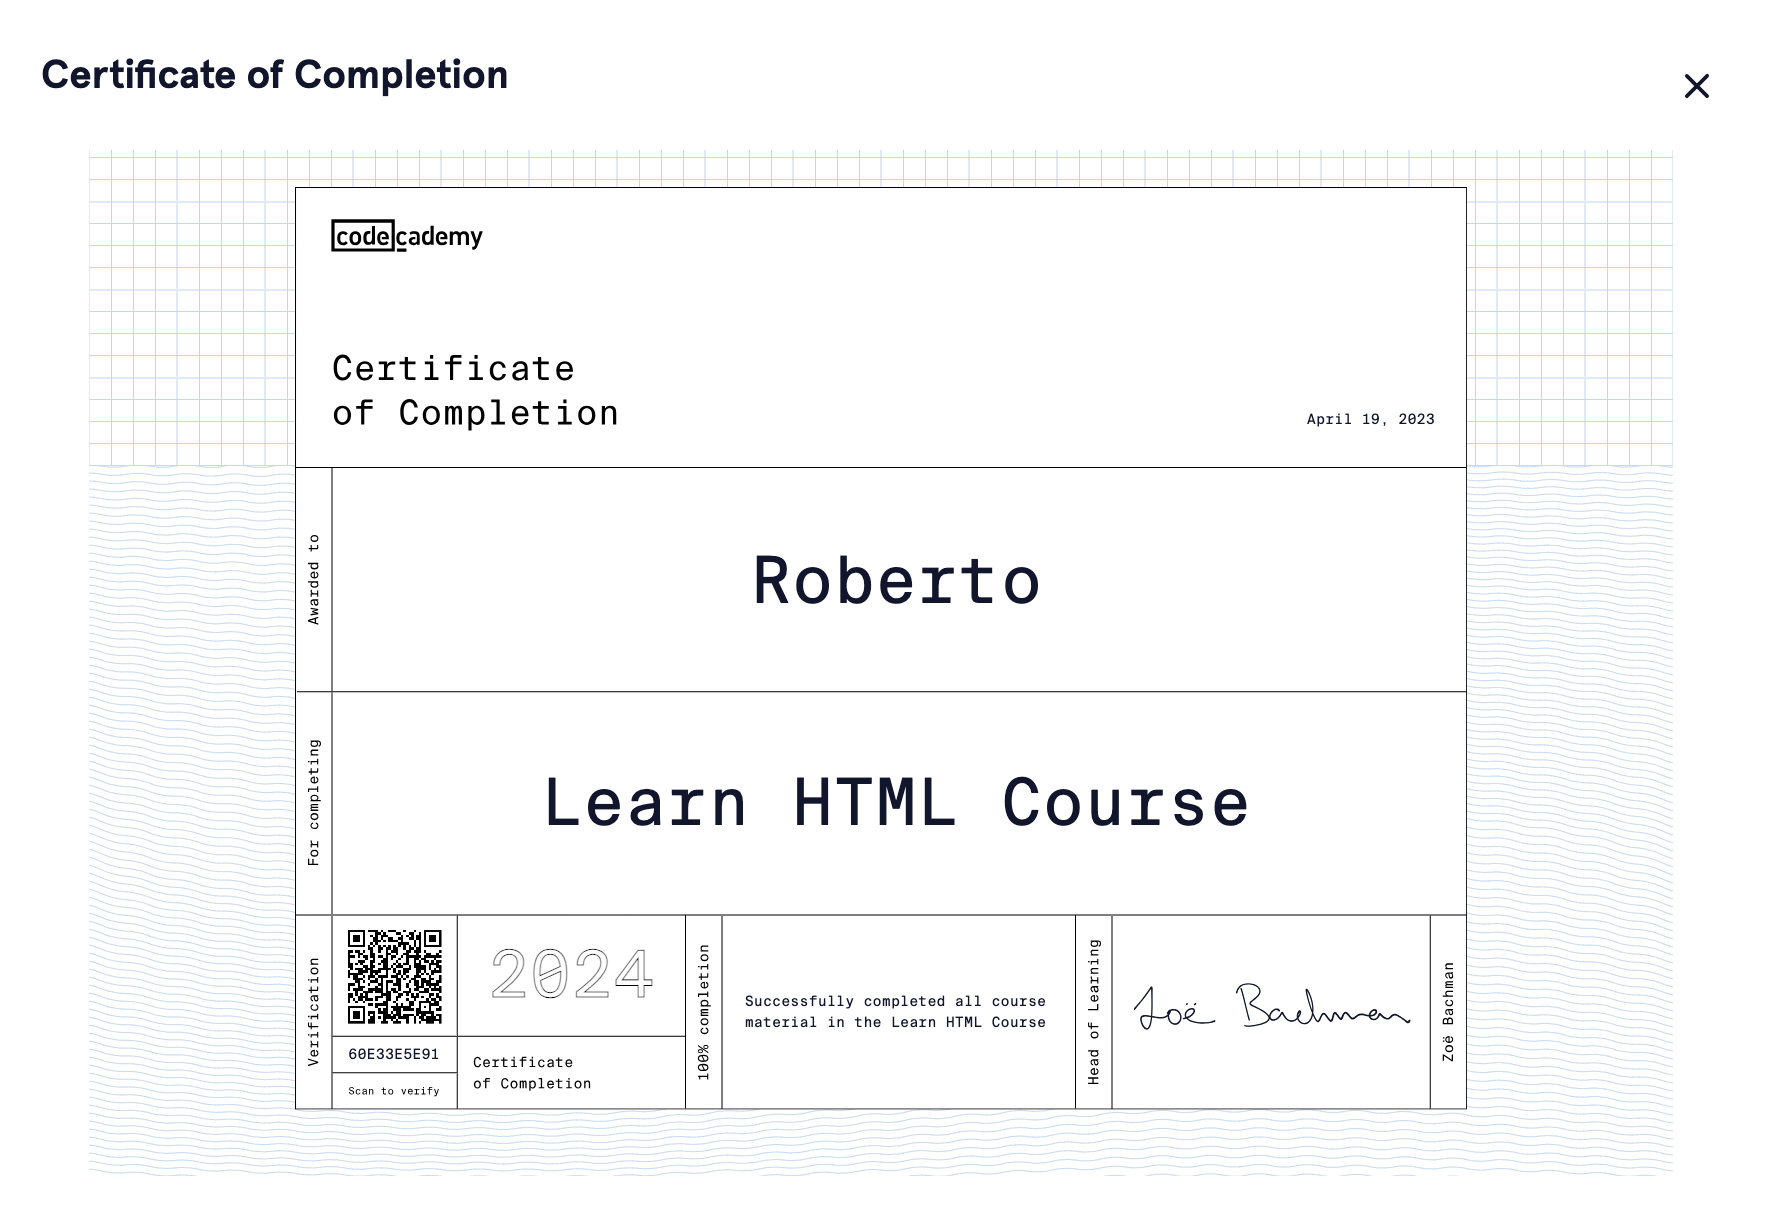 Certificate of Completion
codecademy
Certificate
of Completion
April 19, 2023
Awarded to
Roberto
For completing
Learn HTML Course
Verification
60E33E5E91
Scan to verify
2024
Certificate
of Completion
100% completion
Successfully completed all course
material in the Learn HTML Course
Head of Learning
Zoë Bachman
Zoë Bachman